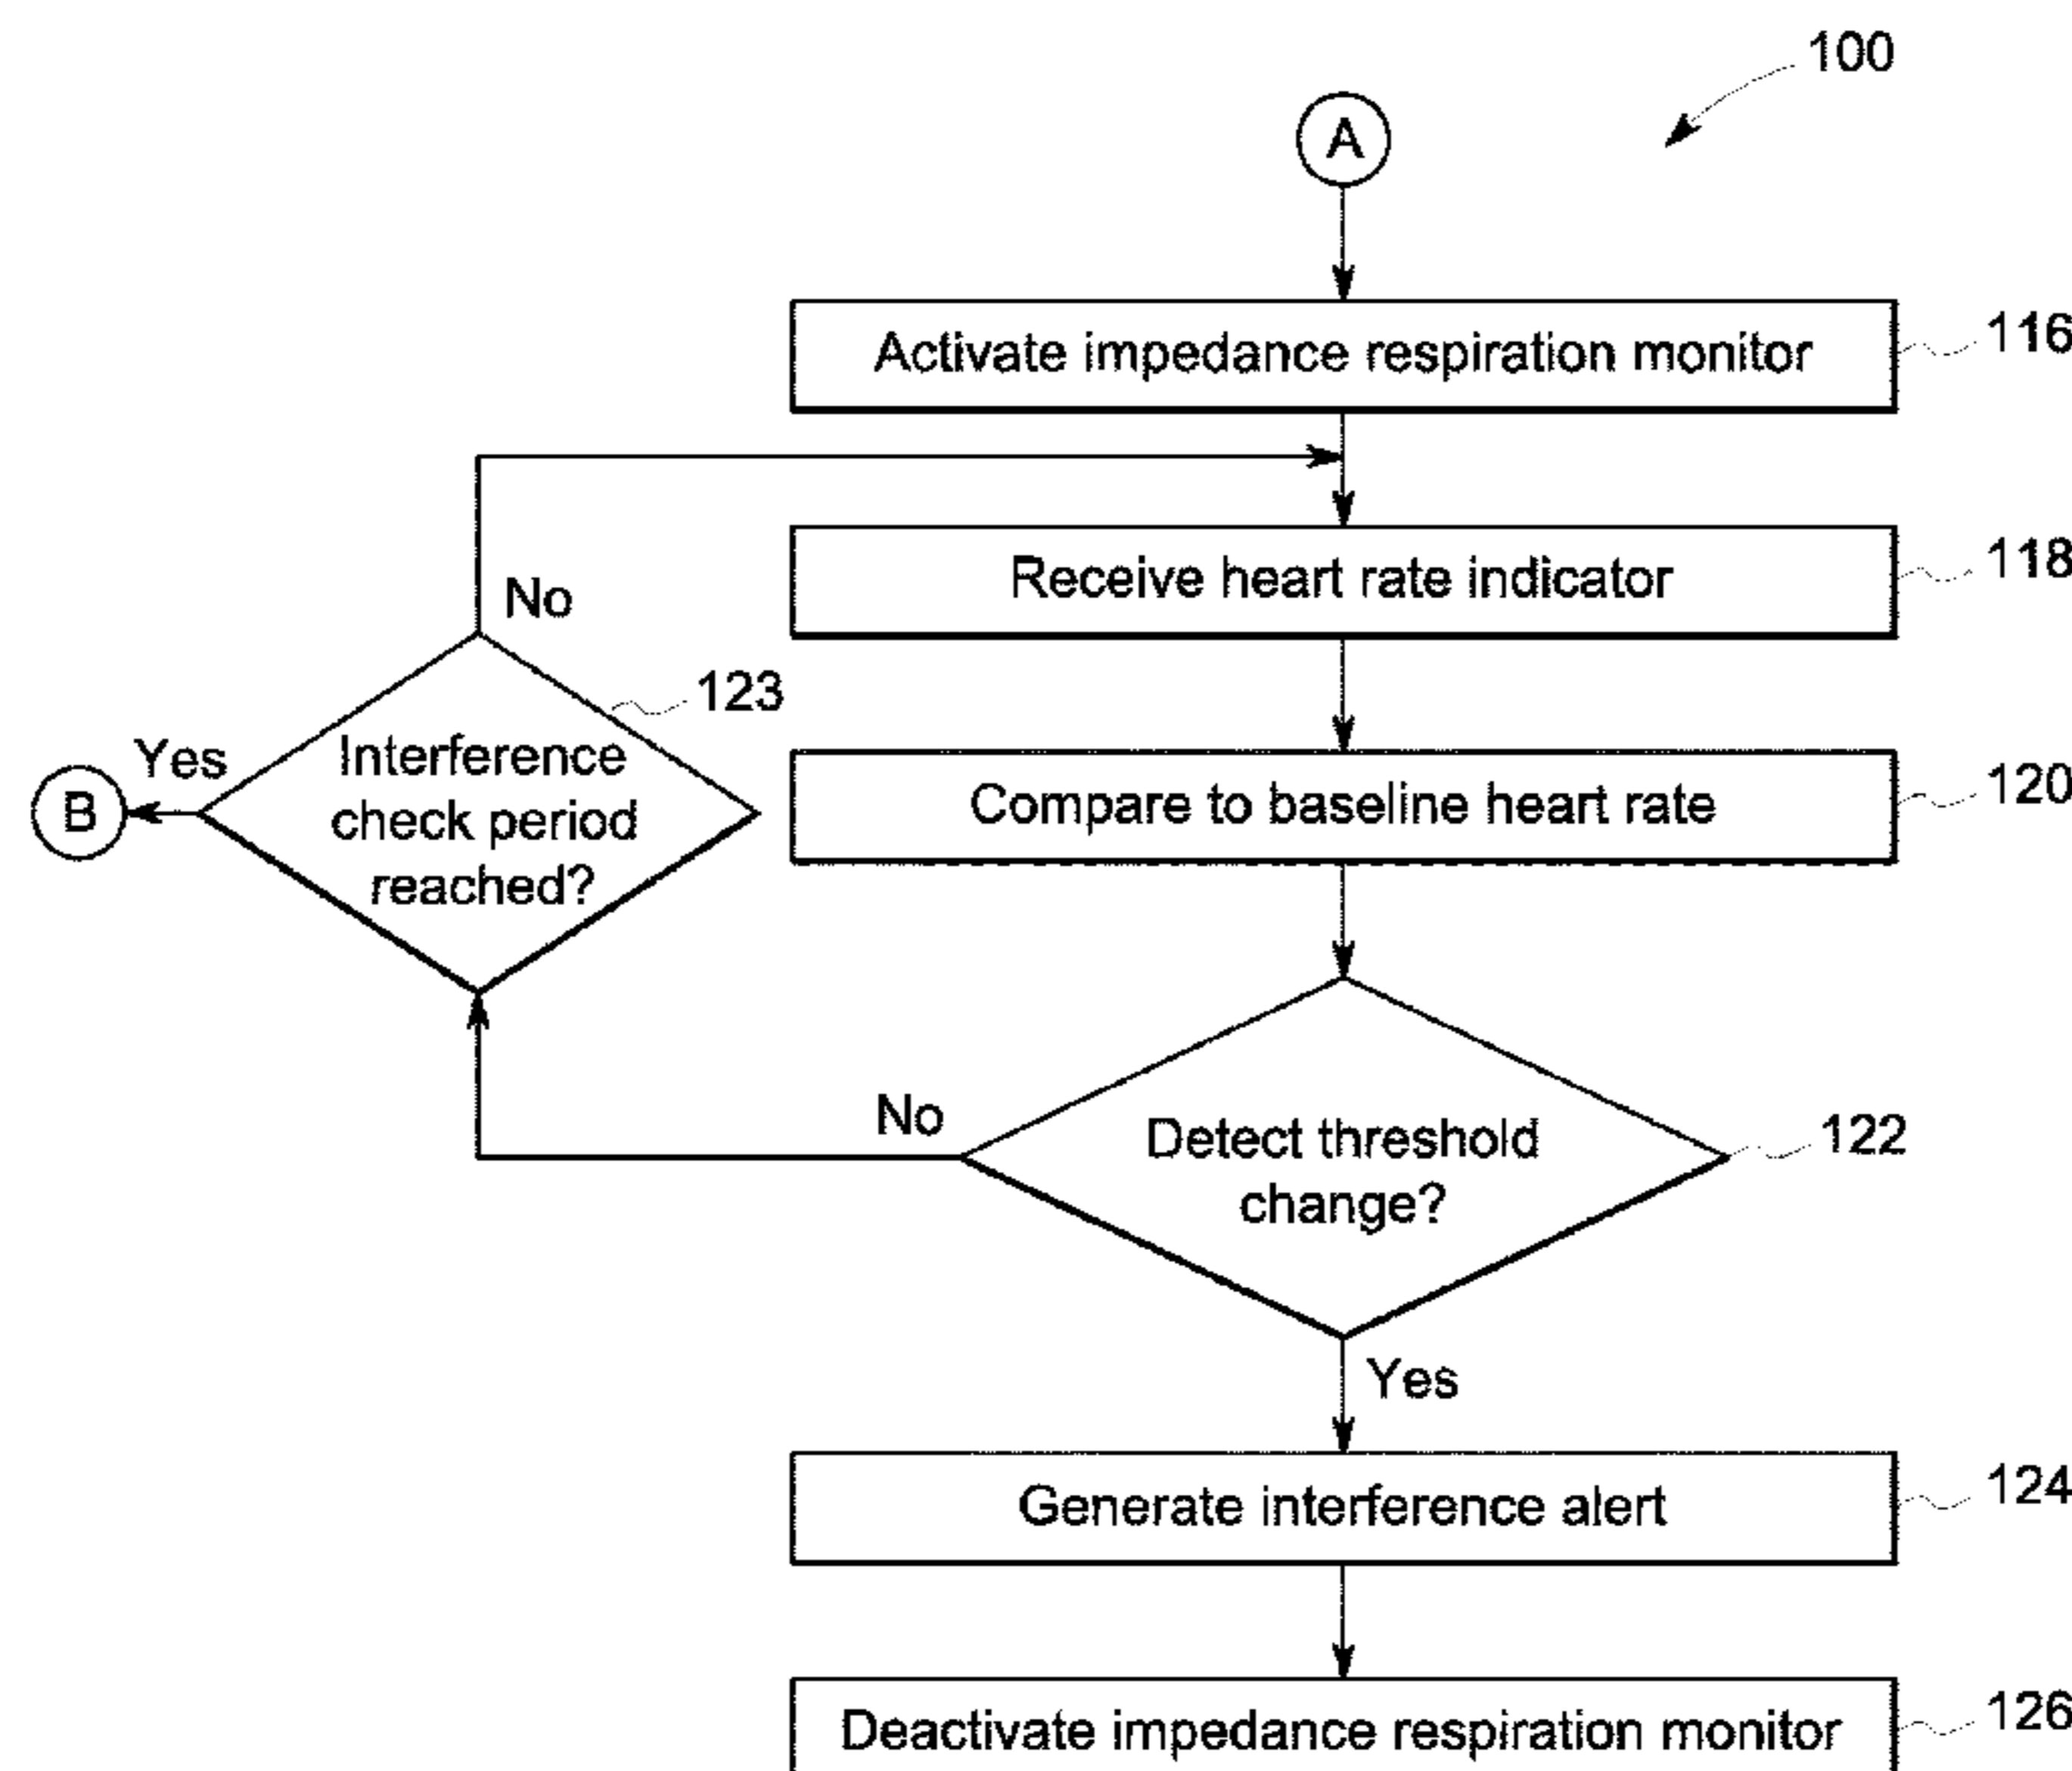 100
A
Activate impedance respiration monitor
116
Receive heart rate indicator
118
No
123
Interference
check period
reached?
Yes
B
Compare to baseline heart rate
120
No
Detect threshold
change?
122
Yes
Generate interference alert
124
Deactivate impedance respiration monitor
126